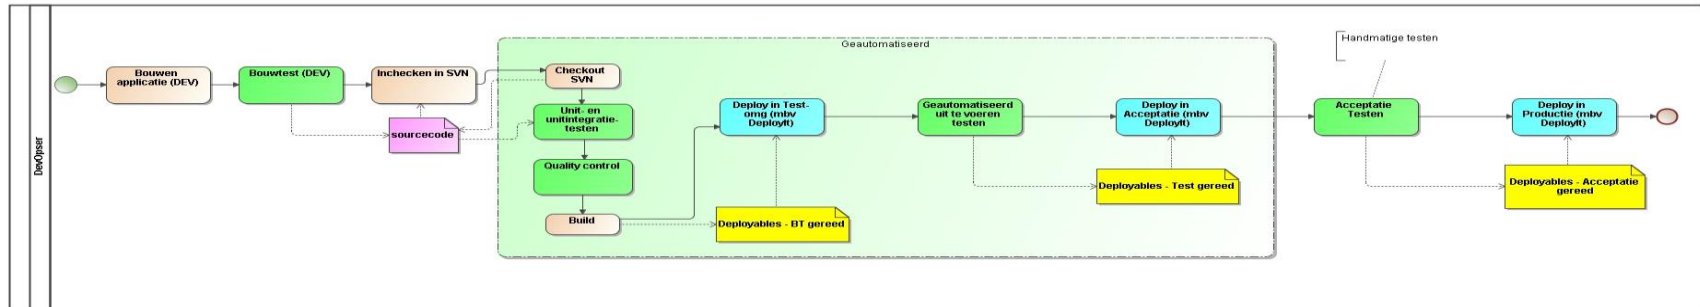 DevOpser
Bouwen
applicatie (DEV)
Bouwtest (DEV)
Inchecken in SVN
sourcecode
Geautomatiseerd
Checkout
SVN
Unit- en
unitintegratie-
testen
Quality control
Build
Deploy in Test-
omg (mbv
DeployIt)
Deployables - BT gereed
Geautomatiseerd
uit te voeren
testen
Deploy in
Acceptatie (mbv
DeployIt)
Deployables - Test gereed
Handmatige testen
Acceptatie
Testen
Deploy in
Productie (mbv
DeployIt)
Deployables - Acceptatie
gereed